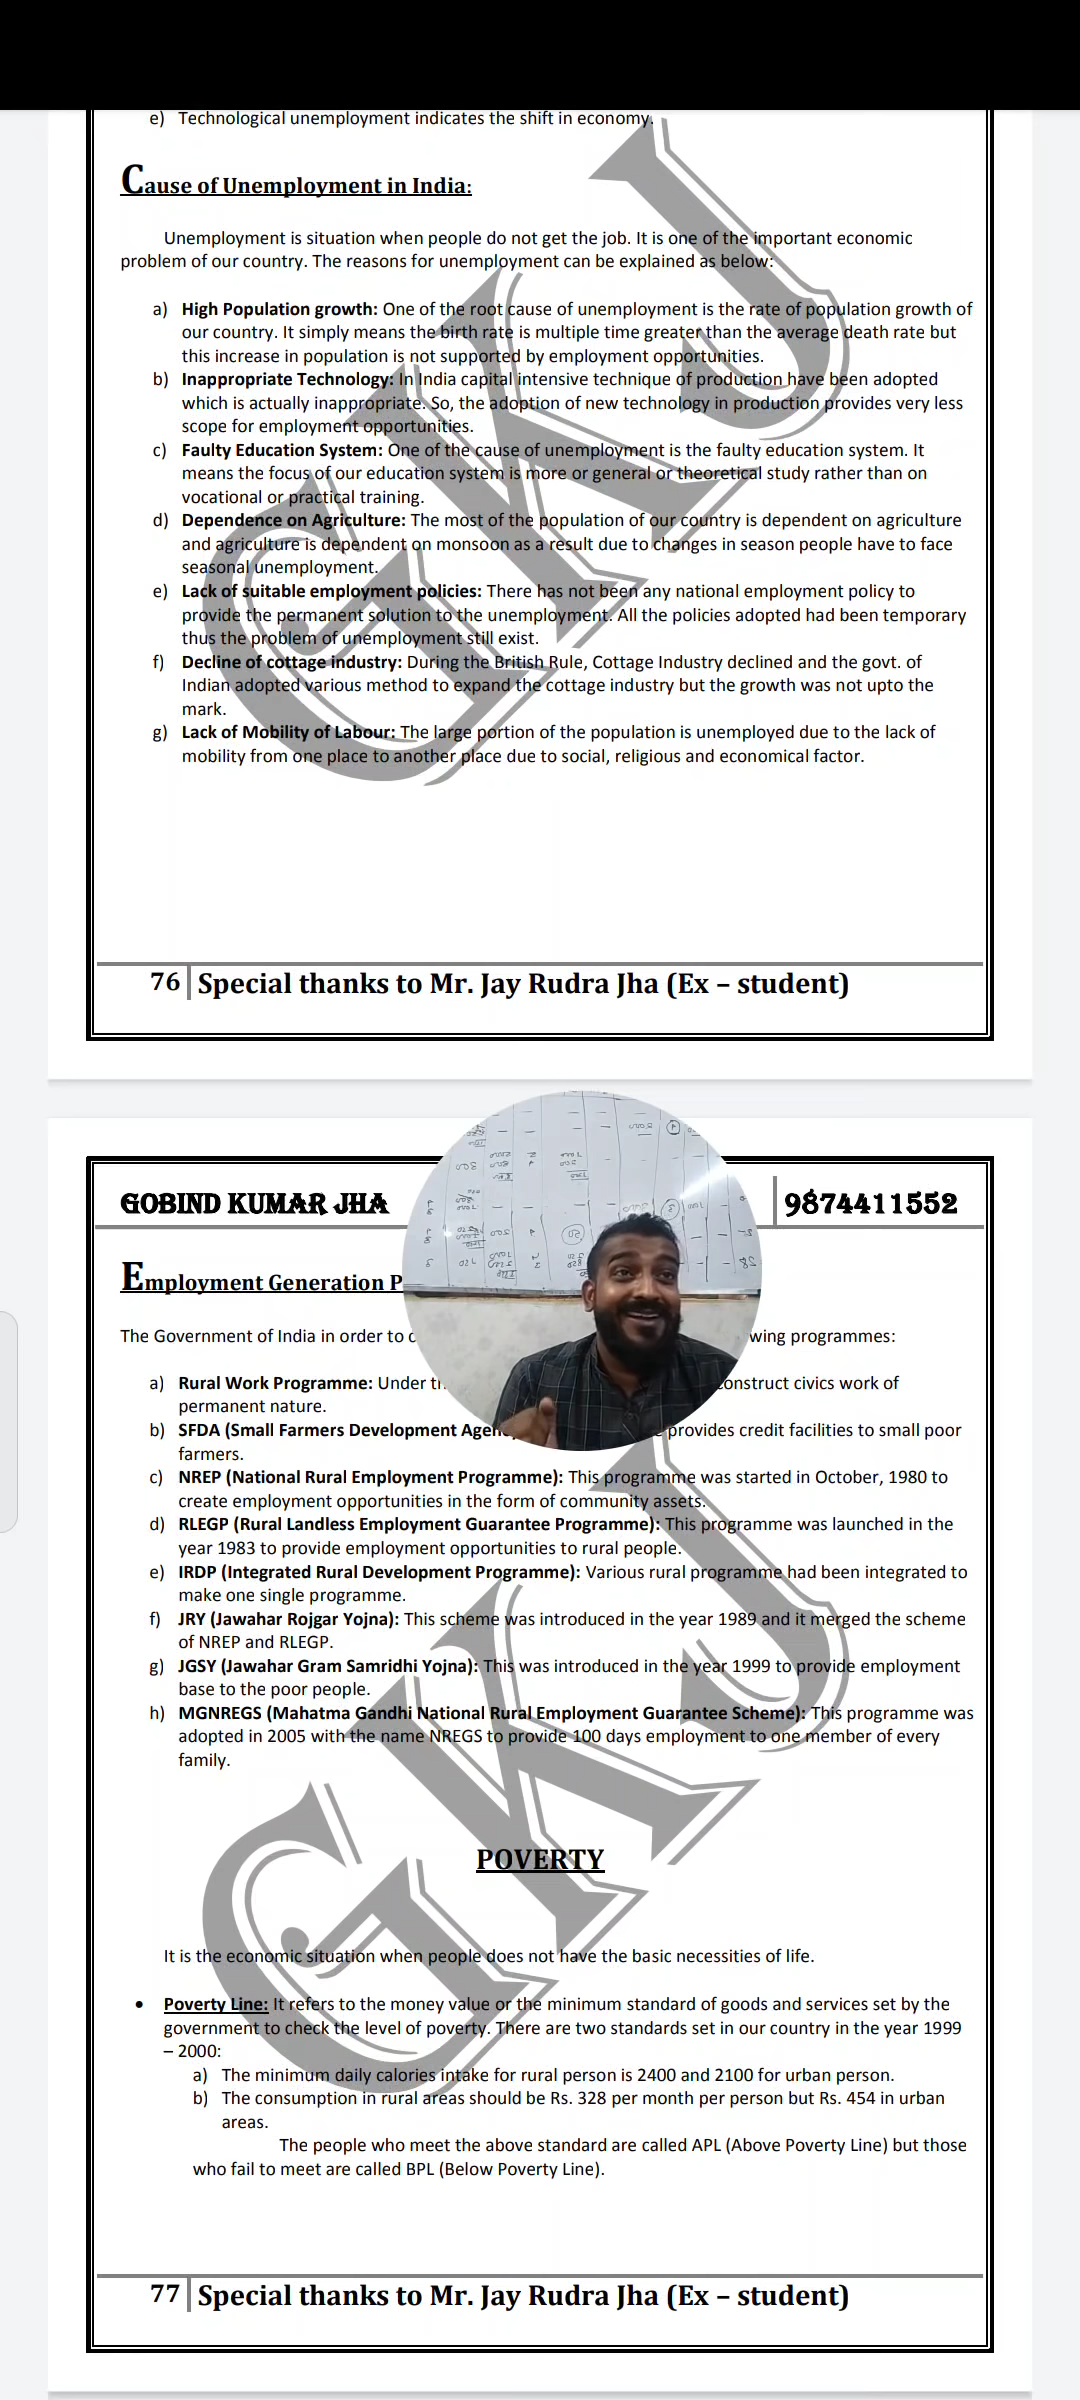 e) Technological unemployment indicates the shift in economy.
Cause of Unemployment in India:
Unemployment is situation when people do not get the job. It is one of the important economic
problem of our country. The reasons for unemployment can be explained as below:
a) High Population growth: One of the root cause of unemployment is the rate of population growth of
our country. It simply means the birth rate is multiple time greater than the average death rate but
this increase in population is not supported by employment opportunities.
b) Inappropriate Technology: In India capital intensive technique of production have been adopted
which is actually inappropriate. So, the adoption of new technology in production provides very less
scope for employment opportunities.
c) Faulty Education System: One of the cause of unemployment is the faulty education system. It
means the focus of our education system is more or general or theoretical study rather than on
vocational or practical training.
d) Dependence on Agriculture: The most of the population of our country is dependent on agriculture
and agriculture is dependent on monsoon as a result due to changes in season people have to face
seasonal unemployment.
e) Lack of suitable employment policies: There has not been any national employment policy to
provide the permanent solution to the unemployment. All the policies adopted had been temporary
thus the problem of unemployment still exist.
f) Decline of cottage industry: During the British Rule, Cottage Industry declined and the govt. of
Indian adopted various method to expand the cottage industry but the growth was not upto the
mark.
g) Lack of Mobility of Labour: The large portion of the population is unemployed due to the lack of
mobility from one place to another place due to social, religious and economical factor.
GKJ
76 Special thanks to Mr. Jay Rudra Jha (Ex – student)
GOBIND KUMAR JHA 9874411552
Employment Generation P
The Government of India in order to wing programmes:
a) Rural Work Programme: Under construct civics work of
permanent nature.
b) SFDA (Small Farmers Development provides credit facilities to small poor
farmers.
c) NREP (National Rural Employment Programme): This programme was started in October, 1980 to
create employment opportunities in the form of community assets.
d) RLEGP (Rural Landless Employment Guarantee Programme): This programme was launched in the
year 1983 to provide employment opportunities to rural people.
e) IRDP (Integrated Rural Development Programme): Various rural programme had been integrated to
make one single programme.
f) JRY (Jawahar Rojgar Yojna): This scheme was introduced in the year 1989 and it merged the scheme
of NREP and RLEGP.
g) JGSY (Jawahar Gram Samridhi Yojna): This was introduced in the year 1999 to provide employment
base to the poor people.
h) MGNREGS (Mahatma Gandhi National Rural Employment Guarantee Scheme): This programme was
adopted in 2005 with the name NREGS to provide 100 days employment to one member of every
family.
POVERTY
It is the economic situation when people does not have the basic necessities of life.
• Poverty Line: It refers to the money value or the minimum standard of goods and services set by the
government to check the level of poverty. There are two standards set in our country in the year 1999
– 2000:
a) The minimum daily calories intake for rural person is 2400 and 2100 for urban person.
b) The consumption in rural areas should be Rs. 328 per month per person but Rs. 454 in urban
areas.
The people who meet the above standard are called APL (Above Poverty Line) but those
who fail to meet are called BPL (Below Poverty Line).
GKJ
77 Special thanks to Mr. Jay Rudra Jha (Ex – student)